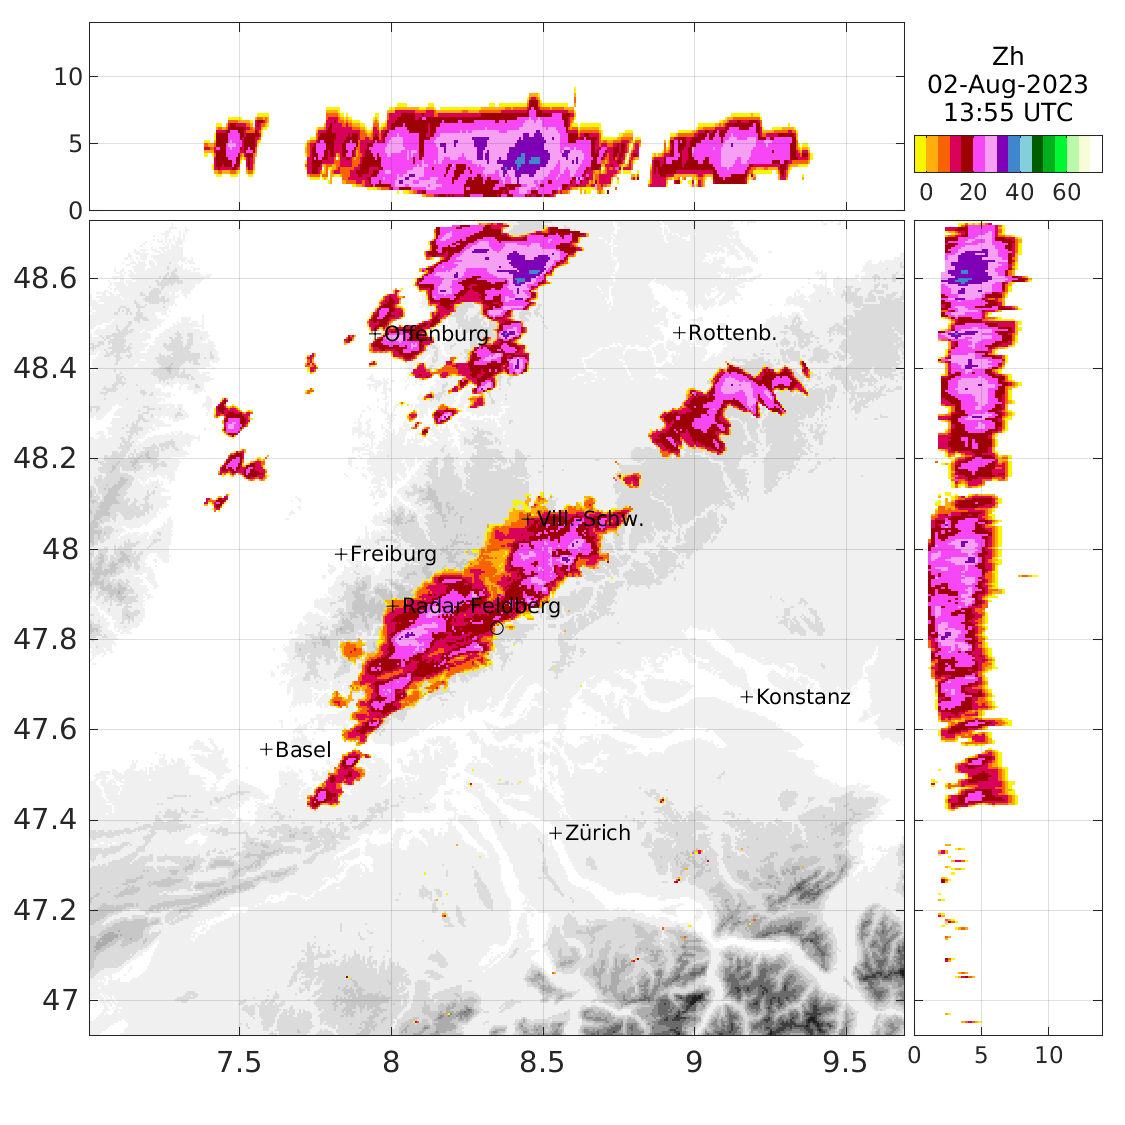 Zh
02-Aug-2023
13:55 UTC
0 20 40 60
10
5
0
48.6
48.4
48.2
48
47.8
47.6
47.4
47.2
47
+Offenburg
+Rottenb.
+Vill.-Schw.
+Freiburg
+Radar Feldberg
+Konstanz
+Basel
+Zürich
7.5 8 8.5 9 9.5
0 5 10